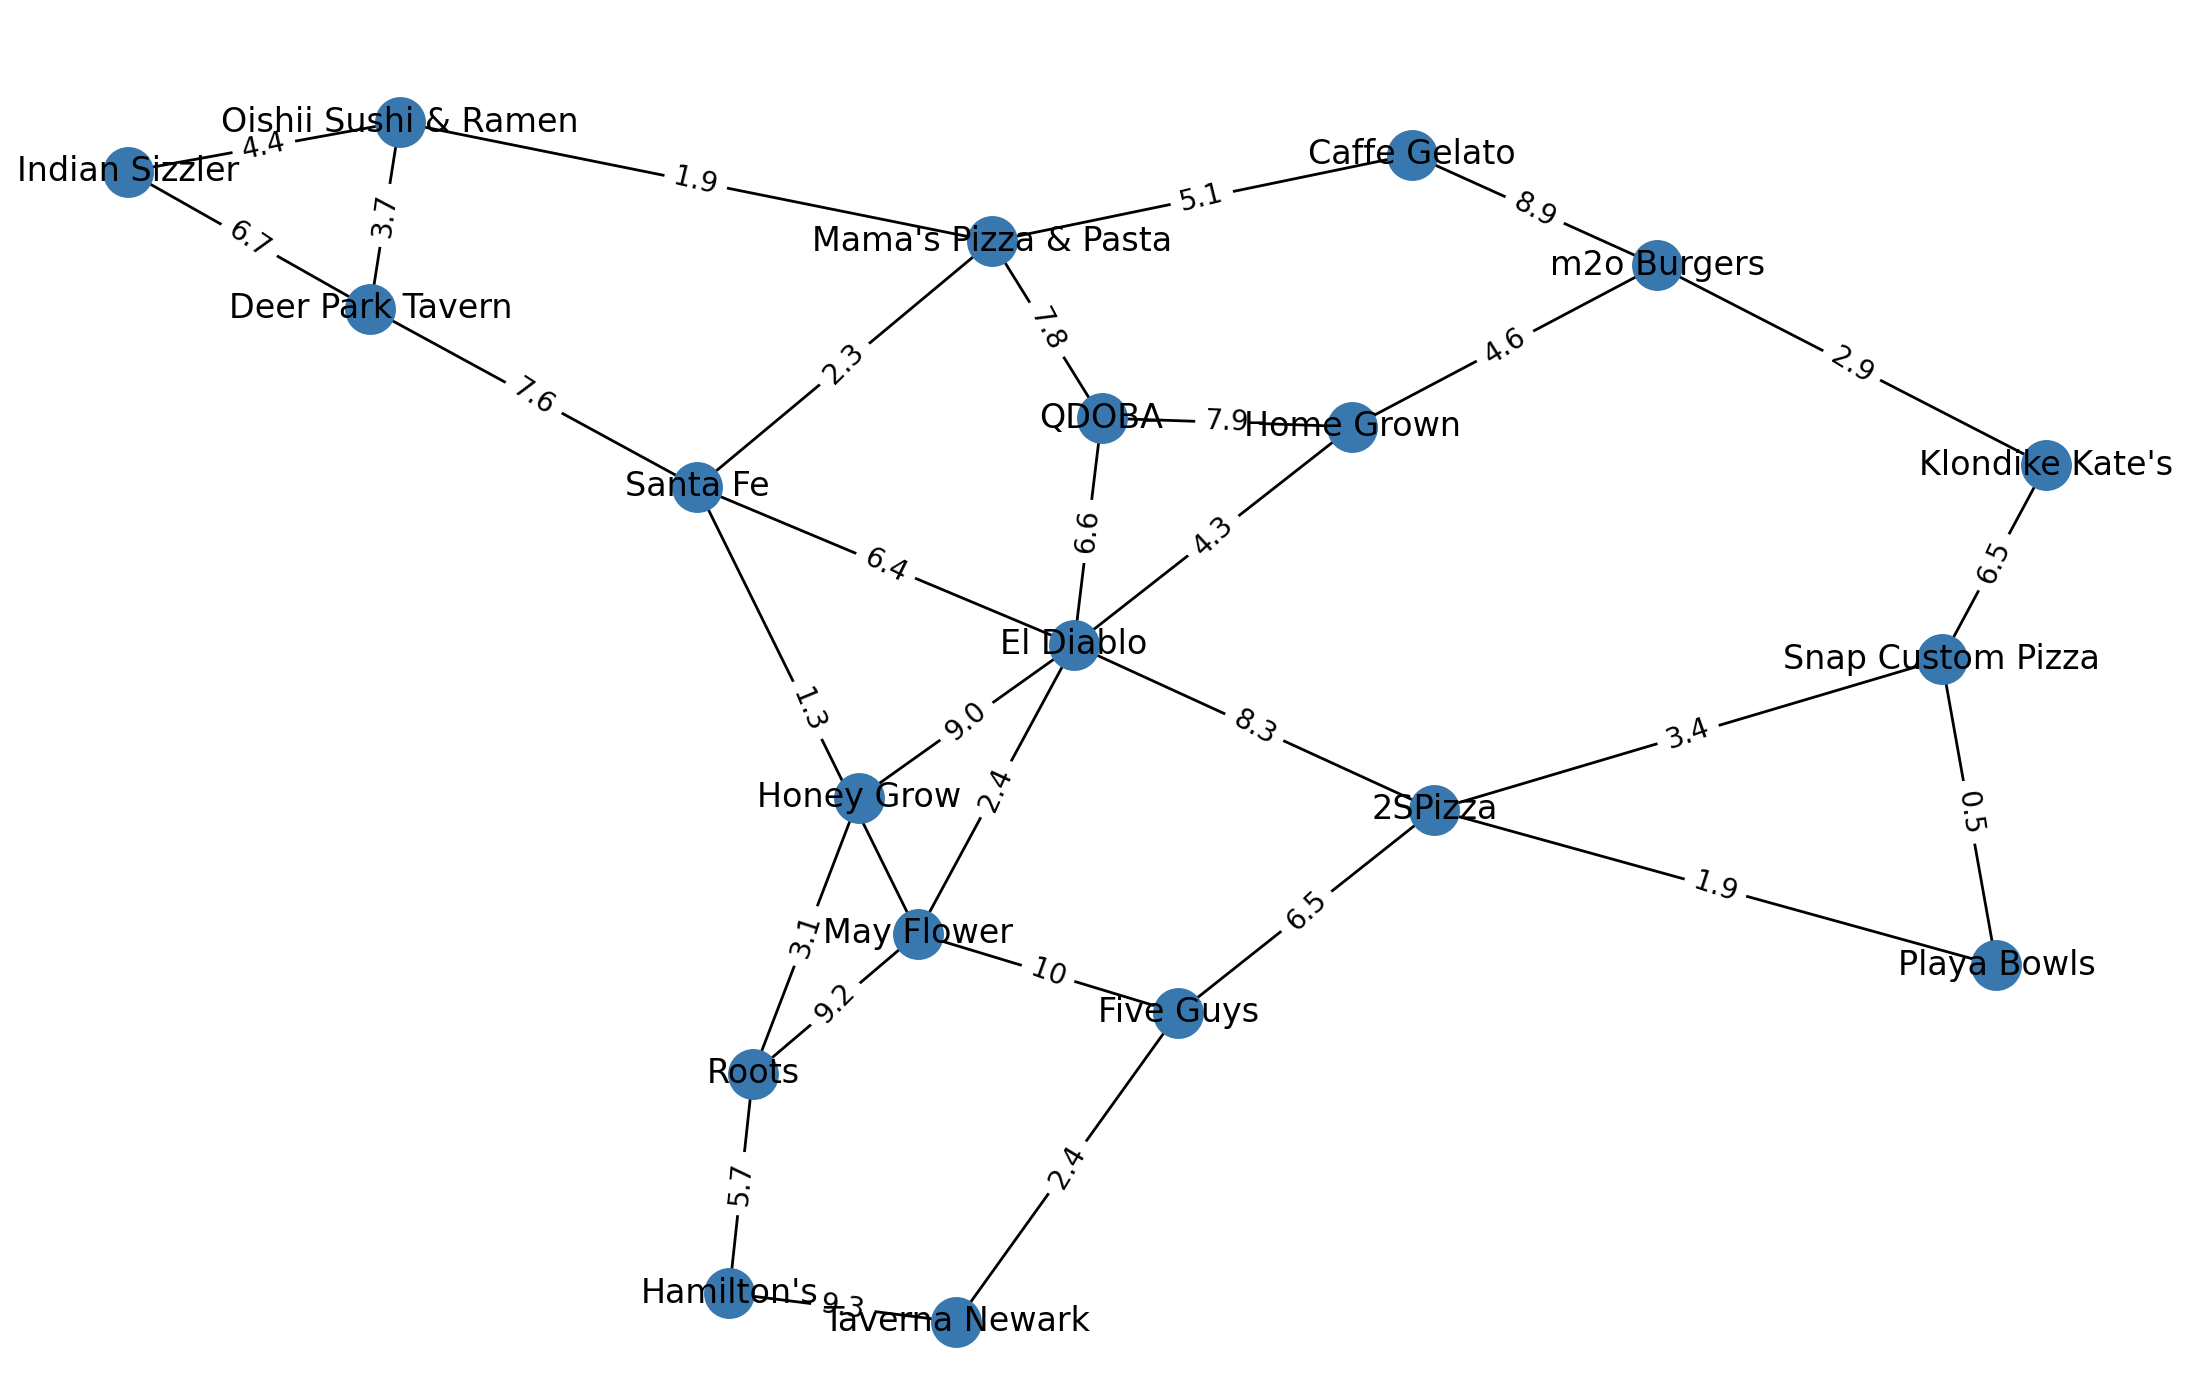 Oishii Sushi & Ramen
4.4
Indian Sizzler
Caffe Gelato
1.9
5.1
8.9
3.7
6.7
Mama's Pizza & Pasta
m2o Burgers
Deer Park Tavern
7.8
4.6
2.3
2.9
7.6
QDOBA
7.9
Home Grown
Klondike Kate's
Santa Fe
6.6
4.3
6.4
6.5
El Diablo
Snap Custom Pizza
1.3
9.0
8.3
3.4
2.4
Honey Grow
2SPizza
0.5
1.9
6.5
3.1
May Flower
10
Playa Bowls
9.2
Five Guys
Roots
2.4
5.7
Hamilton's
9.3
Taverna Newark